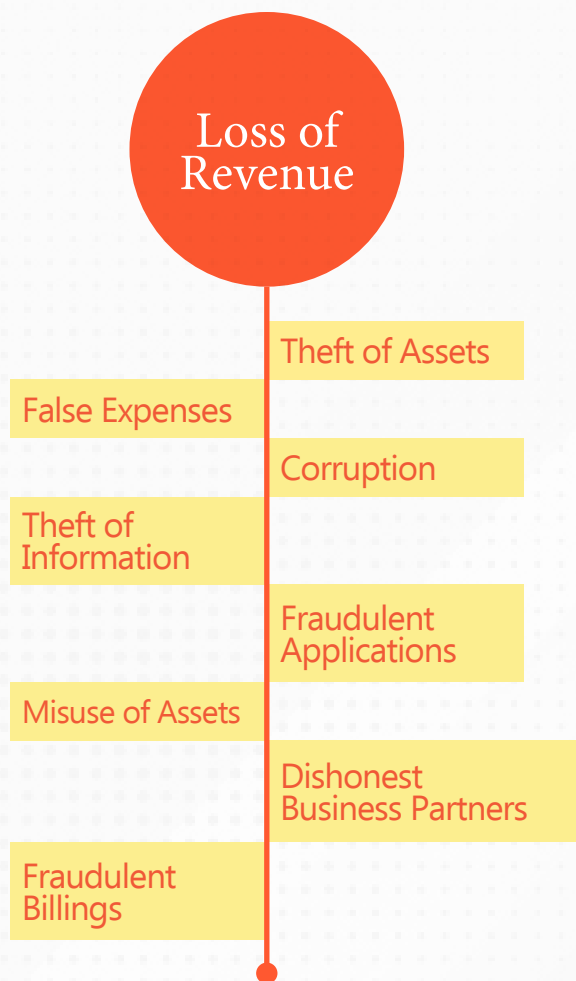 Loss of
Revenue
Theft of Assets
False Expenses
Corruption
Theft of
Information
Fraudulent
Applications
Misuse of Assets
Dishonest
Business Partners
Fraudulent
Billings